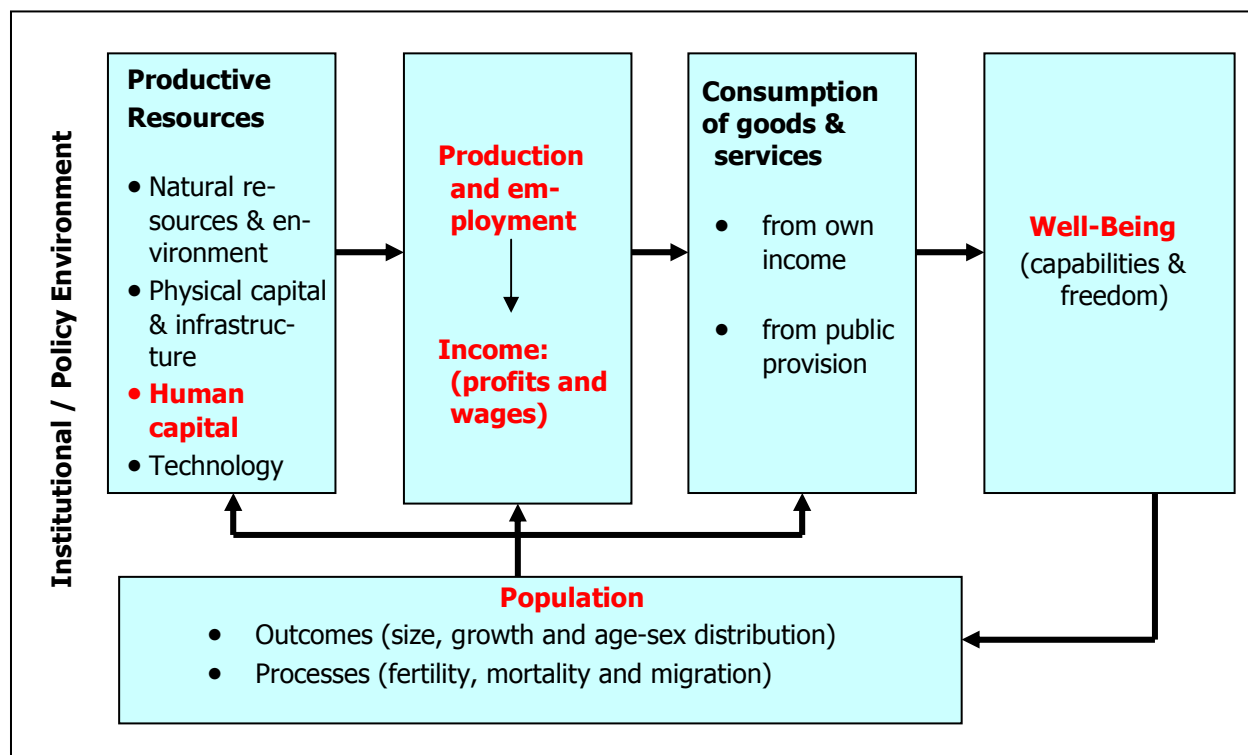 Institutional / Policy Environment
Productive
Resources
• Natural re-
sources & en-
vironment
• Physical capital
& infrastruc-
ture
• Human
capital
• Technology
Production
and em-
ployment
Income:
(profits and
wages)
Consumption
of goods &
services
• from own
income
• from public
provision
Well-Being
(capabilities &
freedom)
Population
• Outcomes (size, growth and age-sex distribution)
• Processes (fertility, mortality and migration)